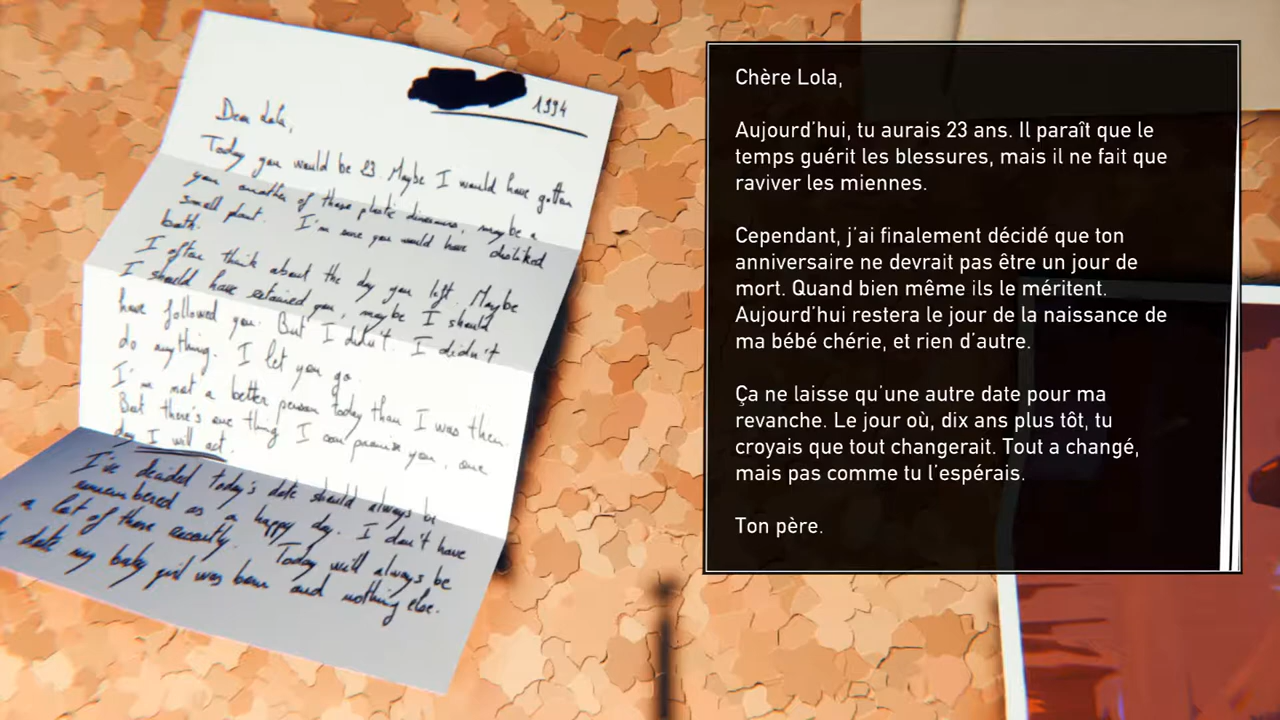 1994
Dear Lola,
Today you would be 23. Maybe I would have gotten
you another of those plastic dinosaurs, maybe a
small plant. I'm sure you would have disliked
both.
I often think about the day you left. Maybe
I should have retained you, maybe I should
have followed you. But I didn't. I didn't
do anything. I let you go.
I'm not a better person today than I was then.
But there's one thing I can promise you, one
day I will act.
I've decided today's date should always be
remembered as a happy day. I don't have
a lot of those recently. Today will always be
date my baby girl was born and nothing else.
Chère Lola,
Aujourd'hui, tu aurais 23 ans. Il paraît que le
temps guérit les blessures, mais il ne fait que
raviver les miennes.
Cependant, j'ai finalement décidé que ton
anniversaire ne devrait pas être un jour de
mort. Quand bien même ils le méritent.
Aujourd'hui restera le jour de la naissance de
ma bébé chérie, et rien d'autre.
Ça ne laisse qu'une autre date pour ma
revanche. Le jour où, dix ans plus tôt, tu
croyais que tout changerait. Tout a changé,
mais pas comme tu l'espérais.
Ton père.